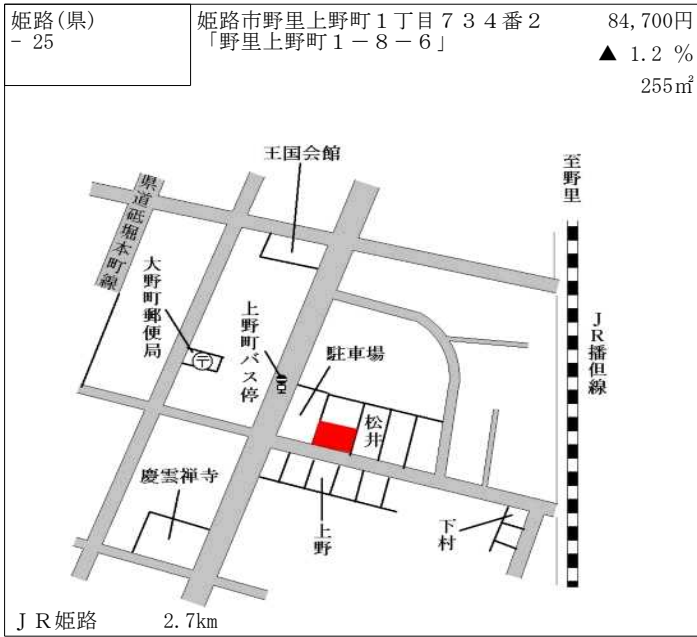 姫路(県)
- 25
姫路市野里上野町１丁目７３４番２
「野里上野町１－８－６」
84,700円
▲ 1.2 %
255㎡
王国会館
至野里
県道砥堀本町線
大野町郵便局
上野町バス停
駐車場
ＪＲ播但線
松井
慶雲禅寺
上野
下村
ＪＲ姫路 2.7km